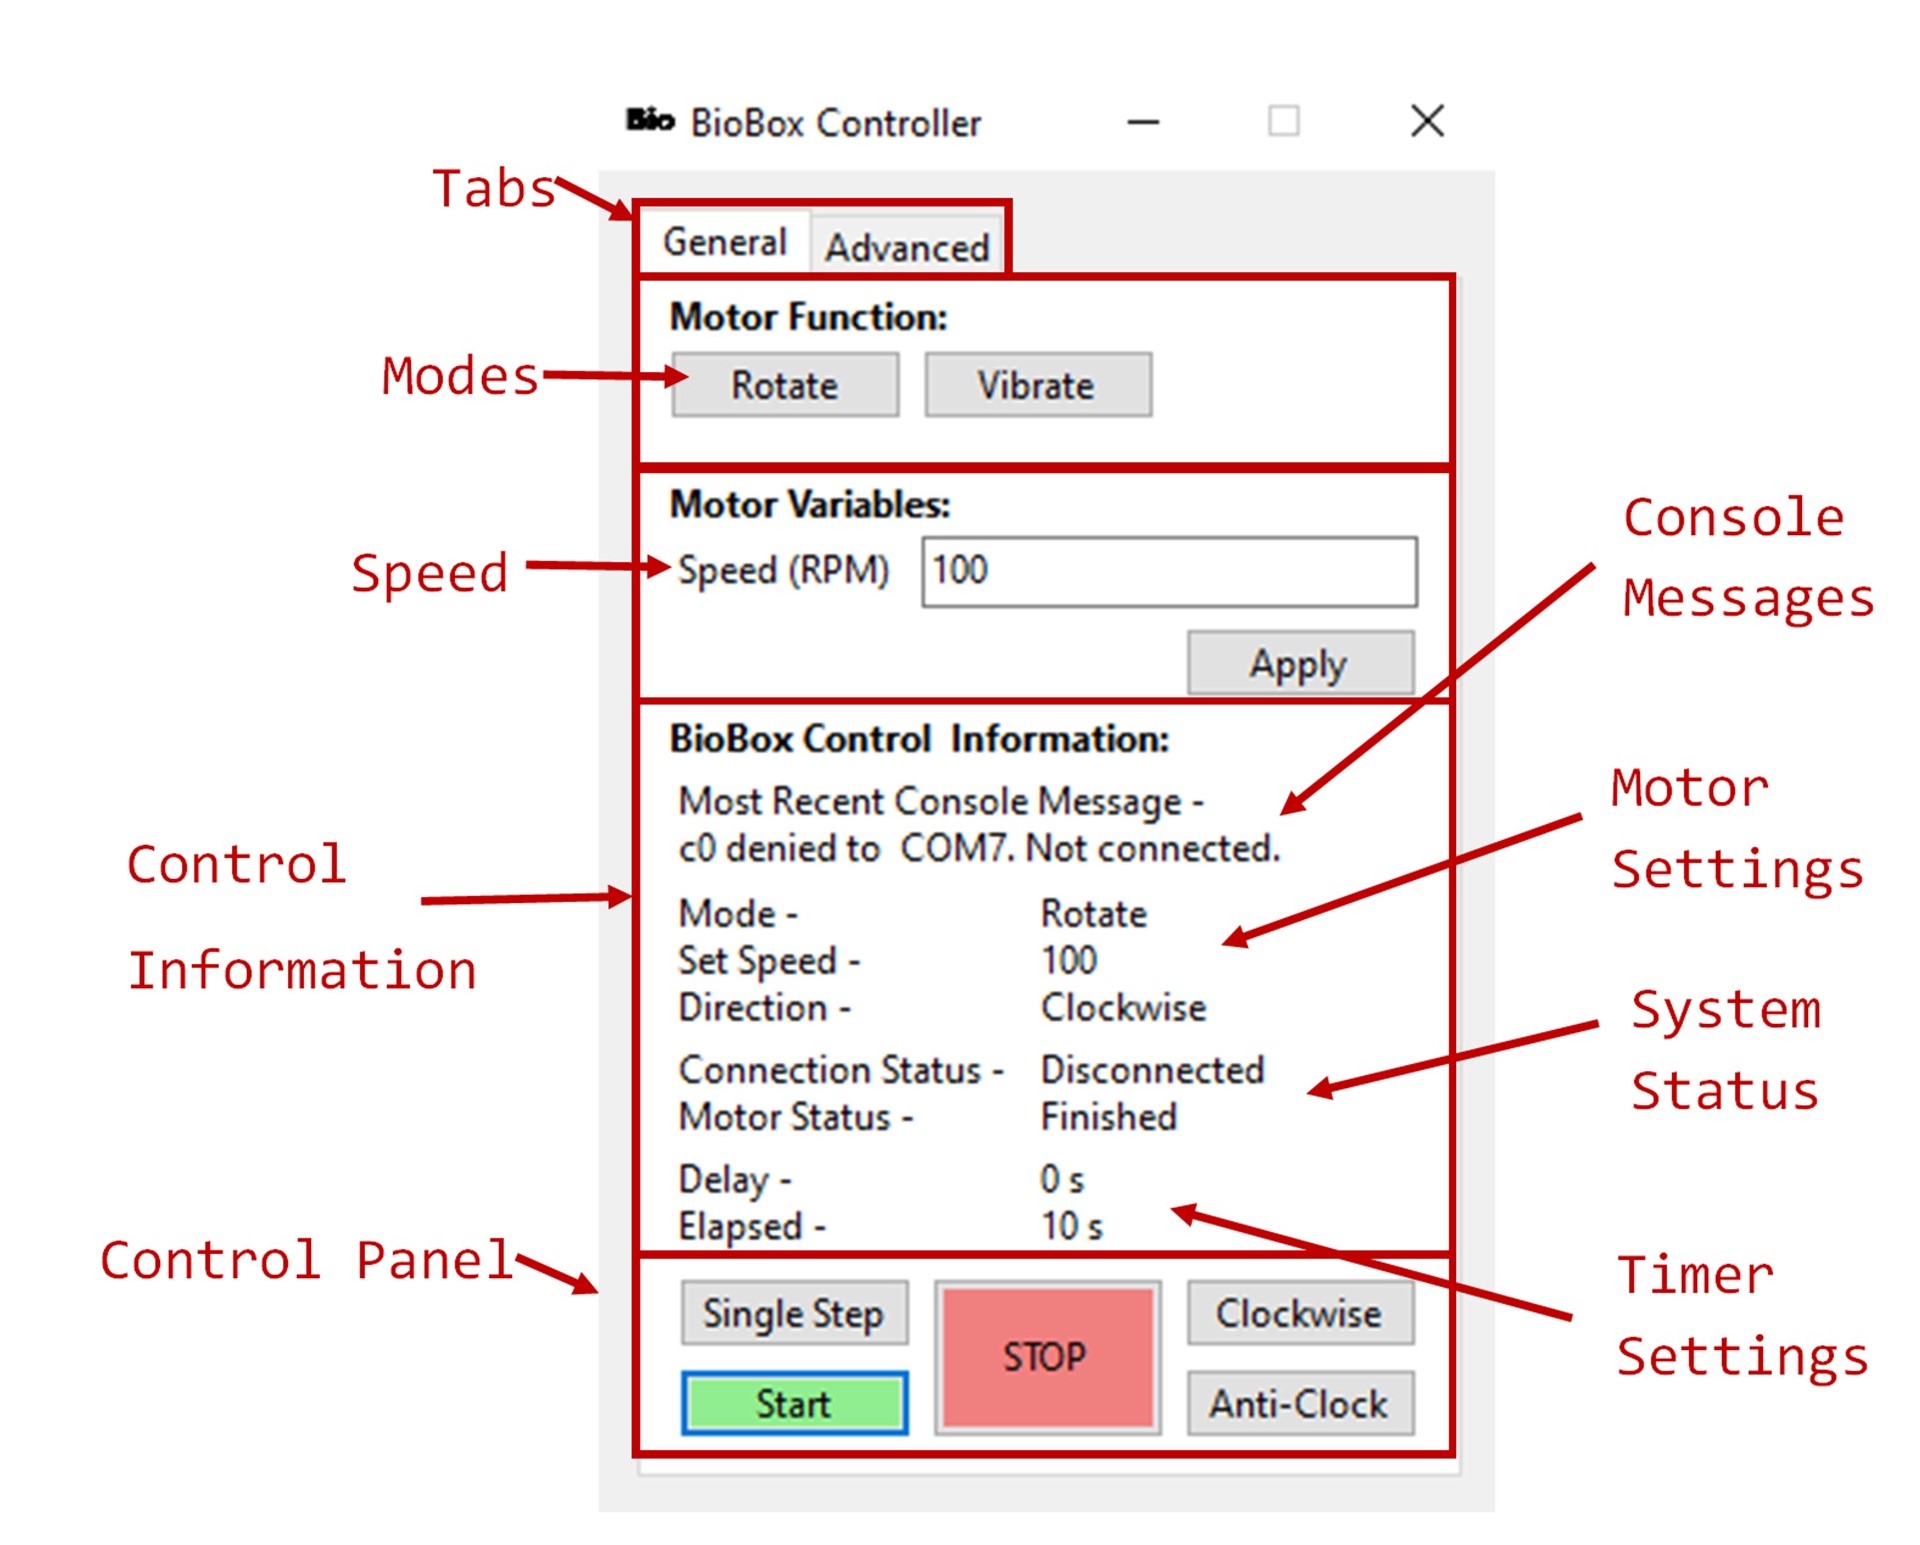 Bio BioBox Controller
Tabs
General Advanced
Motor Function:
Modes
Rotate Vibrate
Motor Variables:
Speed
Speed (RPM) 100
Apply
Console
Messages
BioBox Control  Information:
Most Recent Console Message -
c0 denied to  COM7. Not connected.
Motor
Settings
Control
Information
Mode - Rotate
Set Speed - 100
Direction - Clockwise
System
Status
Connection Status - Disconnected
Motor Status - Finished
Delay - 0 s
Elapsed - 10 s
Timer
Settings
Control Panel
Single Step
Start
STOP
Clockwise
Anti-Clock